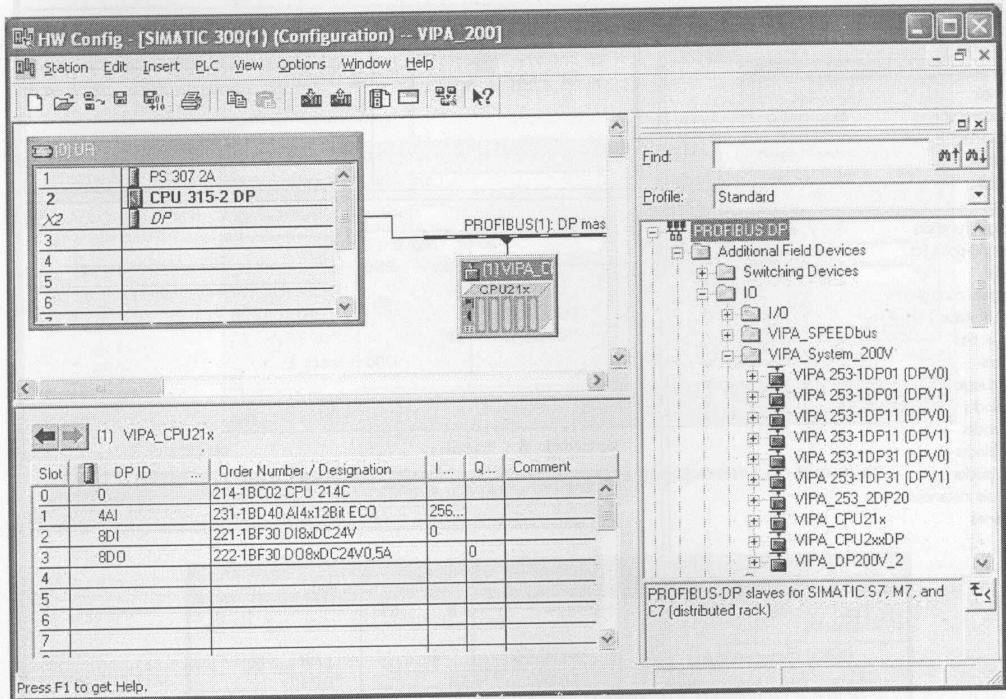 HW Config - [SIMATIC 300(1) (Configuration) -- VIPA_200]
Station Edit Insert PLC View Options Window Help
(0) UR
1 PS 307 2A
2 CPU 315-2 DP
X2 DP
3
4
5
6
PROFIBUS(1): DP mas
(1) VIPA_C
CPU21x
Find:
Profile: Standard
PROFIBUS DP
Additional Field Devices
Switching Devices
IO
I/O
VIPA_SPEEDbus
VIPA_System_200V
VIPA 253-1DP01 (DPV0)
VIPA 253-1DP01 (DPV1)
VIPA 253-1DP11 (DPV0)
VIPA 253-1DP11 (DPV1)
VIPA 253-1DP31 (DPV0)
VIPA 253-1DP31 (DPV1)
VIPA_253_2DP20
VIPA_CPU21x
VIPA_CPU2xxDP
VIPA_DP200V_2
PROFIBUS-DP slaves for SIMATIC S7, M7, and
C7 (distributed rack)
(1) VIPA_CPU21x
Slot DP ID ... Order Number / Designation I ... Q... Comment
0 0 214-1BC02 CPU 214C
1 4AI 231-1BD40 AI4x12Bit ECO 256...
2 8DI 221-1BF30 DI8xDC24V 0
3 8DO 222-1BF30 DO8xDC24V0,5A 0
4
5
6
7
Press F1 to get Help.